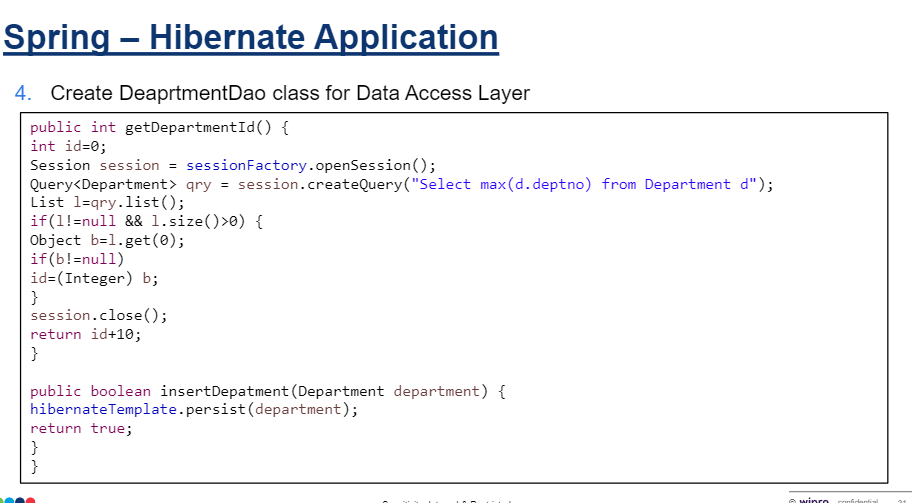 Spring – Hibernate Application
4. Create DeaprtmentDao class for Data Access Layer
public int getDepartmentId() {
int id=0;
Session session = sessionFactory.openSession();
Query<Department> qry = session.createQuery("Select max(d.deptno) from Department d");
List l=qry.list();
if(l!=null && l.size()>0) {
Object b=l.get(0);
if(b!=null)
id=(Integer) b;
}
session.close();
return id+10;
}
public boolean insertDepatment(Department department) {
hibernateTemplate.persist(department);
return true;
}
}
© wipro confidential